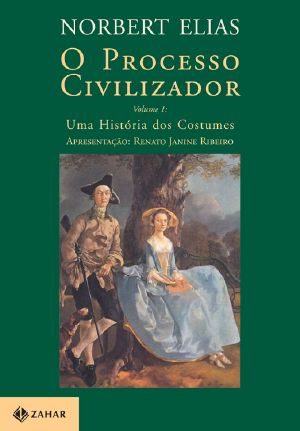 NORBERT ELIAS
O PROCESSO
CIVILIZADOR
Volume 1:
Uma História dos Costumes
APRESENTAÇÃO: RENATO JANINE RIBEIRO
ZAHAR